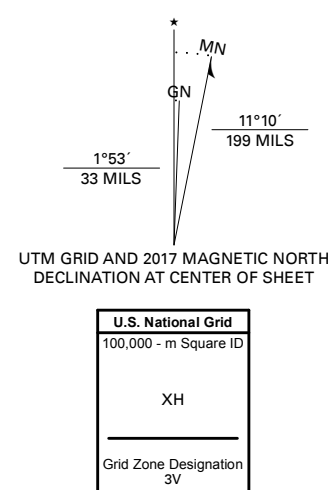 ★
MN
GN
11°10´
199 MILS
1°53´
33 MILS
UTM GRID AND 2017 MAGNETIC NORTH
DECLINATION AT CENTER OF SHEET
U.S. National Grid
100,000 - m Square ID
XH
Grid Zone Designation
3V